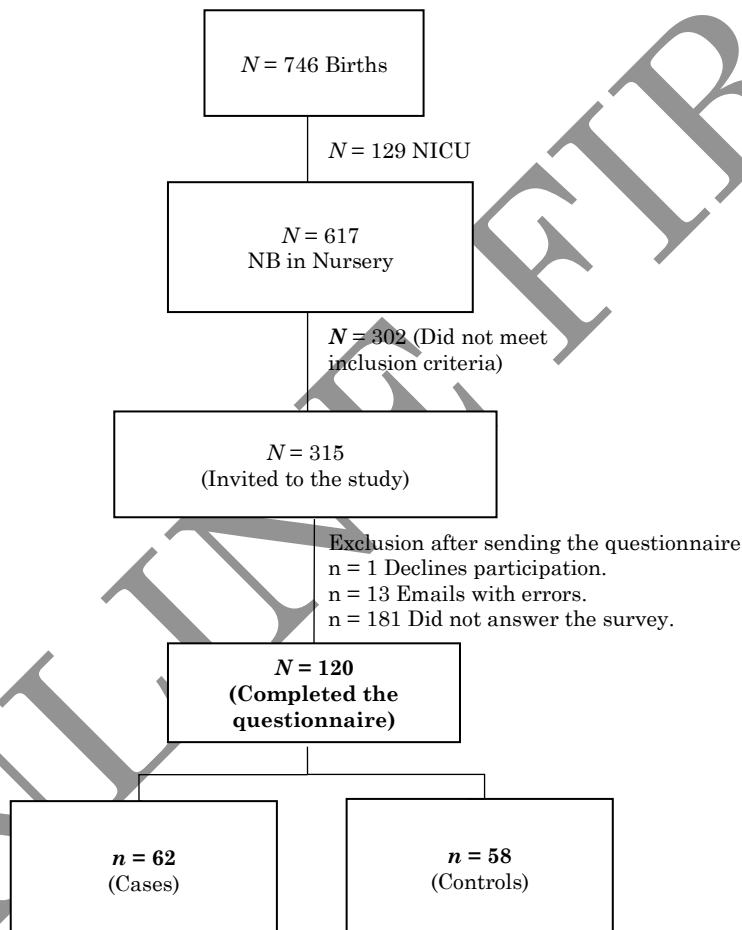 N = 746 Births
N = 129 NICU
N = 617
NB in Nursery
N = 302 (Did not meet
inclusion criteria)
N = 315
(Invited to the study)
Exclusion after sending the questionnaire
n = 1 Declines participation.
n = 13 Emails with errors.
n = 181 Did not answer the survey.
N = 120
(Completed the
questionnaire)
n = 62
(Cases)
n = 58
(Controls)